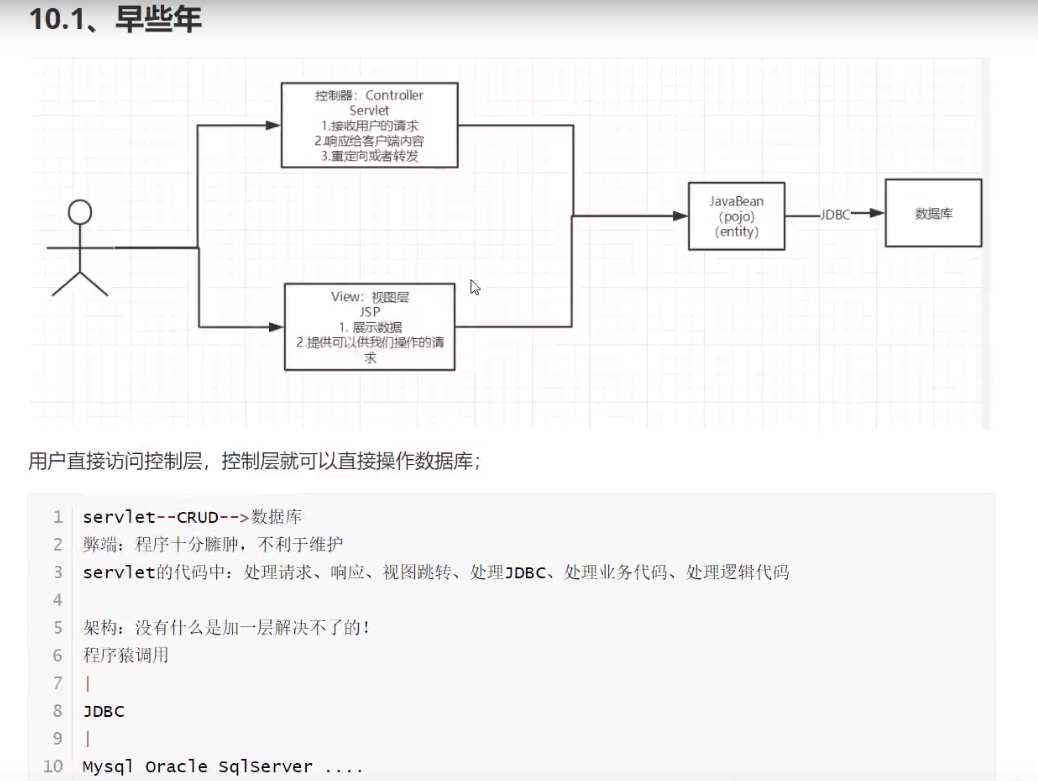 10.1、早些年
控制器：Controller
Servlet
1.接收用户的请求
2.响应给客户端内容
3.重定向或者转发
JavaBean
（pojo）
（entity）
JDBC
数据库
View：视图层
JSP
1. 展示数据
2.提供可以供我们操作的请
求
用户直接访问控制层，控制层就可以直接操作数据库；
1 servlet--CRUD-->数据库
2 弊端：程序十分臃肿，不利于维护
3 servlet的代码中：处理请求、响应、视图跳转、处理JDBC、处理业务代码、处理逻辑代码
4
5 架构：没有什么是加一层解决不了的！
6 程序猿调用
7 |
8 JDBC
9 |
10 Mysql Oracle SqlServer ....